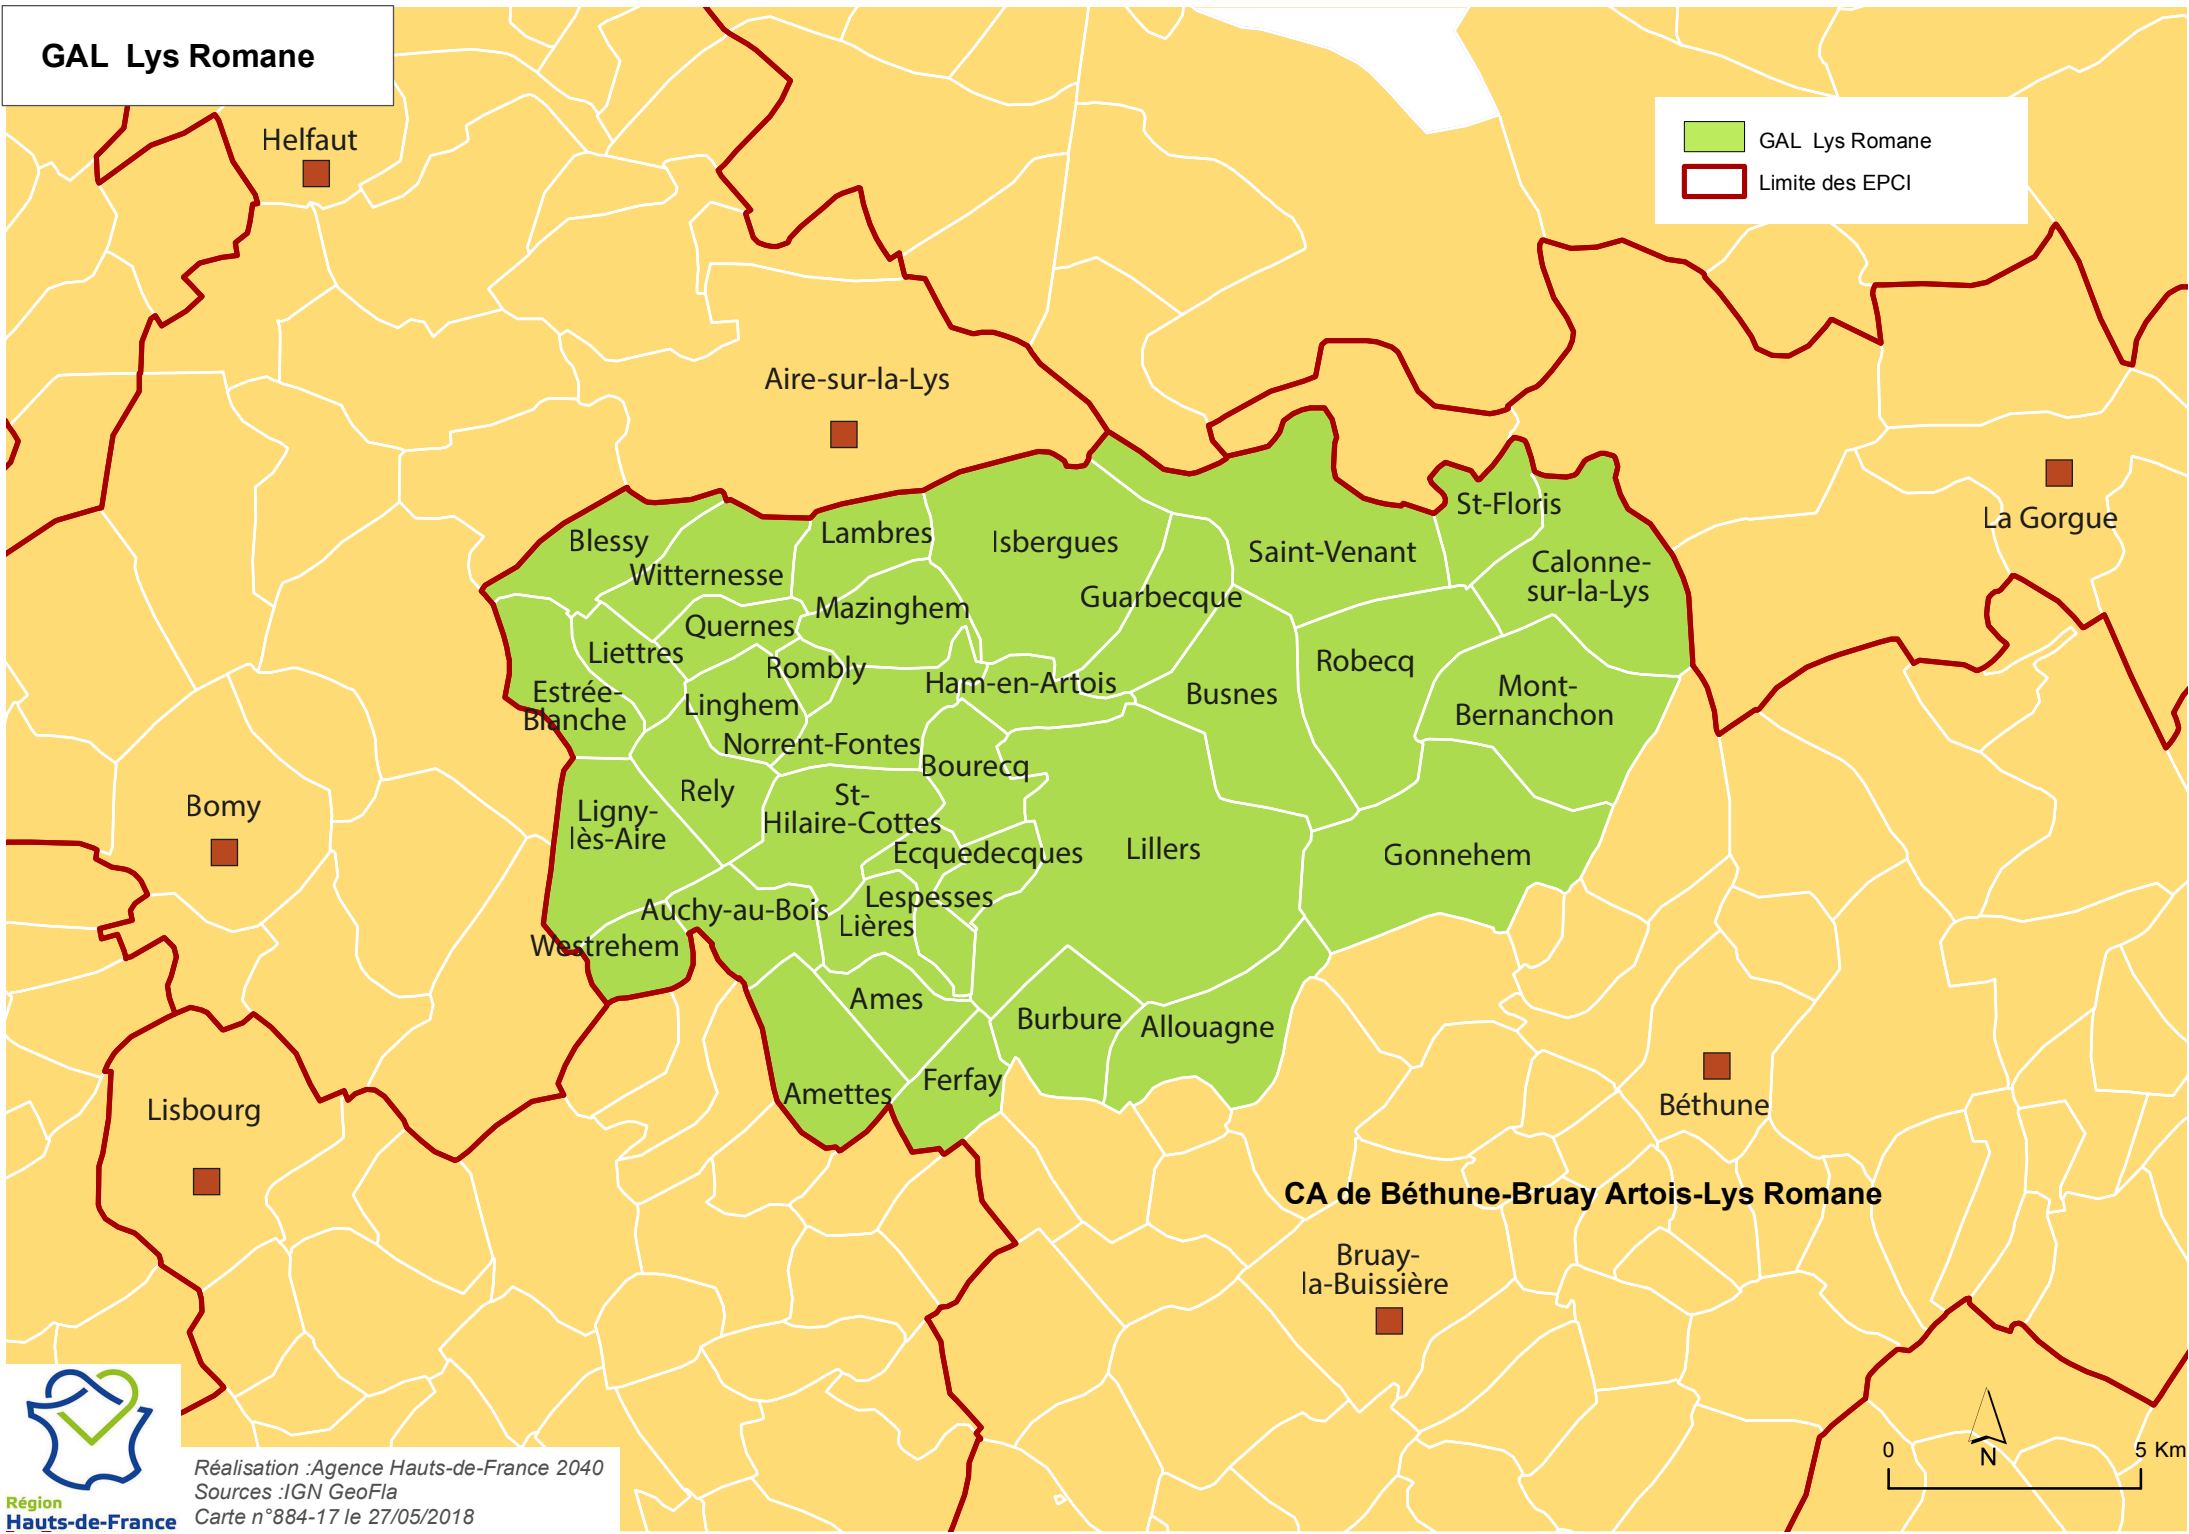 GAL Lys Romane
Helfaut
GAL Lys Romane
Limite des EPCI
Aire-sur-la-Lys
La Gorgue
St-Floris
Blessy
Lambres
Isbergues
Saint-Venant
Witternesse
Calonne-
sur-la-Lys
Guarbecque
Mazinghem
Quernes
Liettres
Rombly
Robecq
Ham-en-Artois
Estrée-
Blanche
Linghem
Busnes
Mont-
Bernanchon
Norrent-Fontes
Bourecq
Rely
St-
Hilaire-Cottes
Bomy
Ligny-
lès-Aire
Ecquedecques
Lillers
Gonnehem
Lespesses
Auchy-au-Bois
Lières
Westrehem
Ames
Burbure
Allouagne
Ferfay
Amettes
Lisbourg
Béthune
CA de Béthune-Bruay Artois-Lys Romane
Bruay-
la-Buissière
0
5 Km
N
Réalisation :Agence Hauts-de-France 2040
Sources :IGN GeoFla
Carte n°884-17 le 27/05/2018
Région
Hauts-de-France